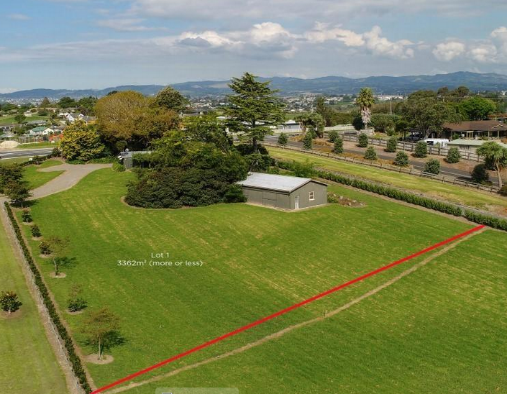 Lot 1
3362m² (more or less)